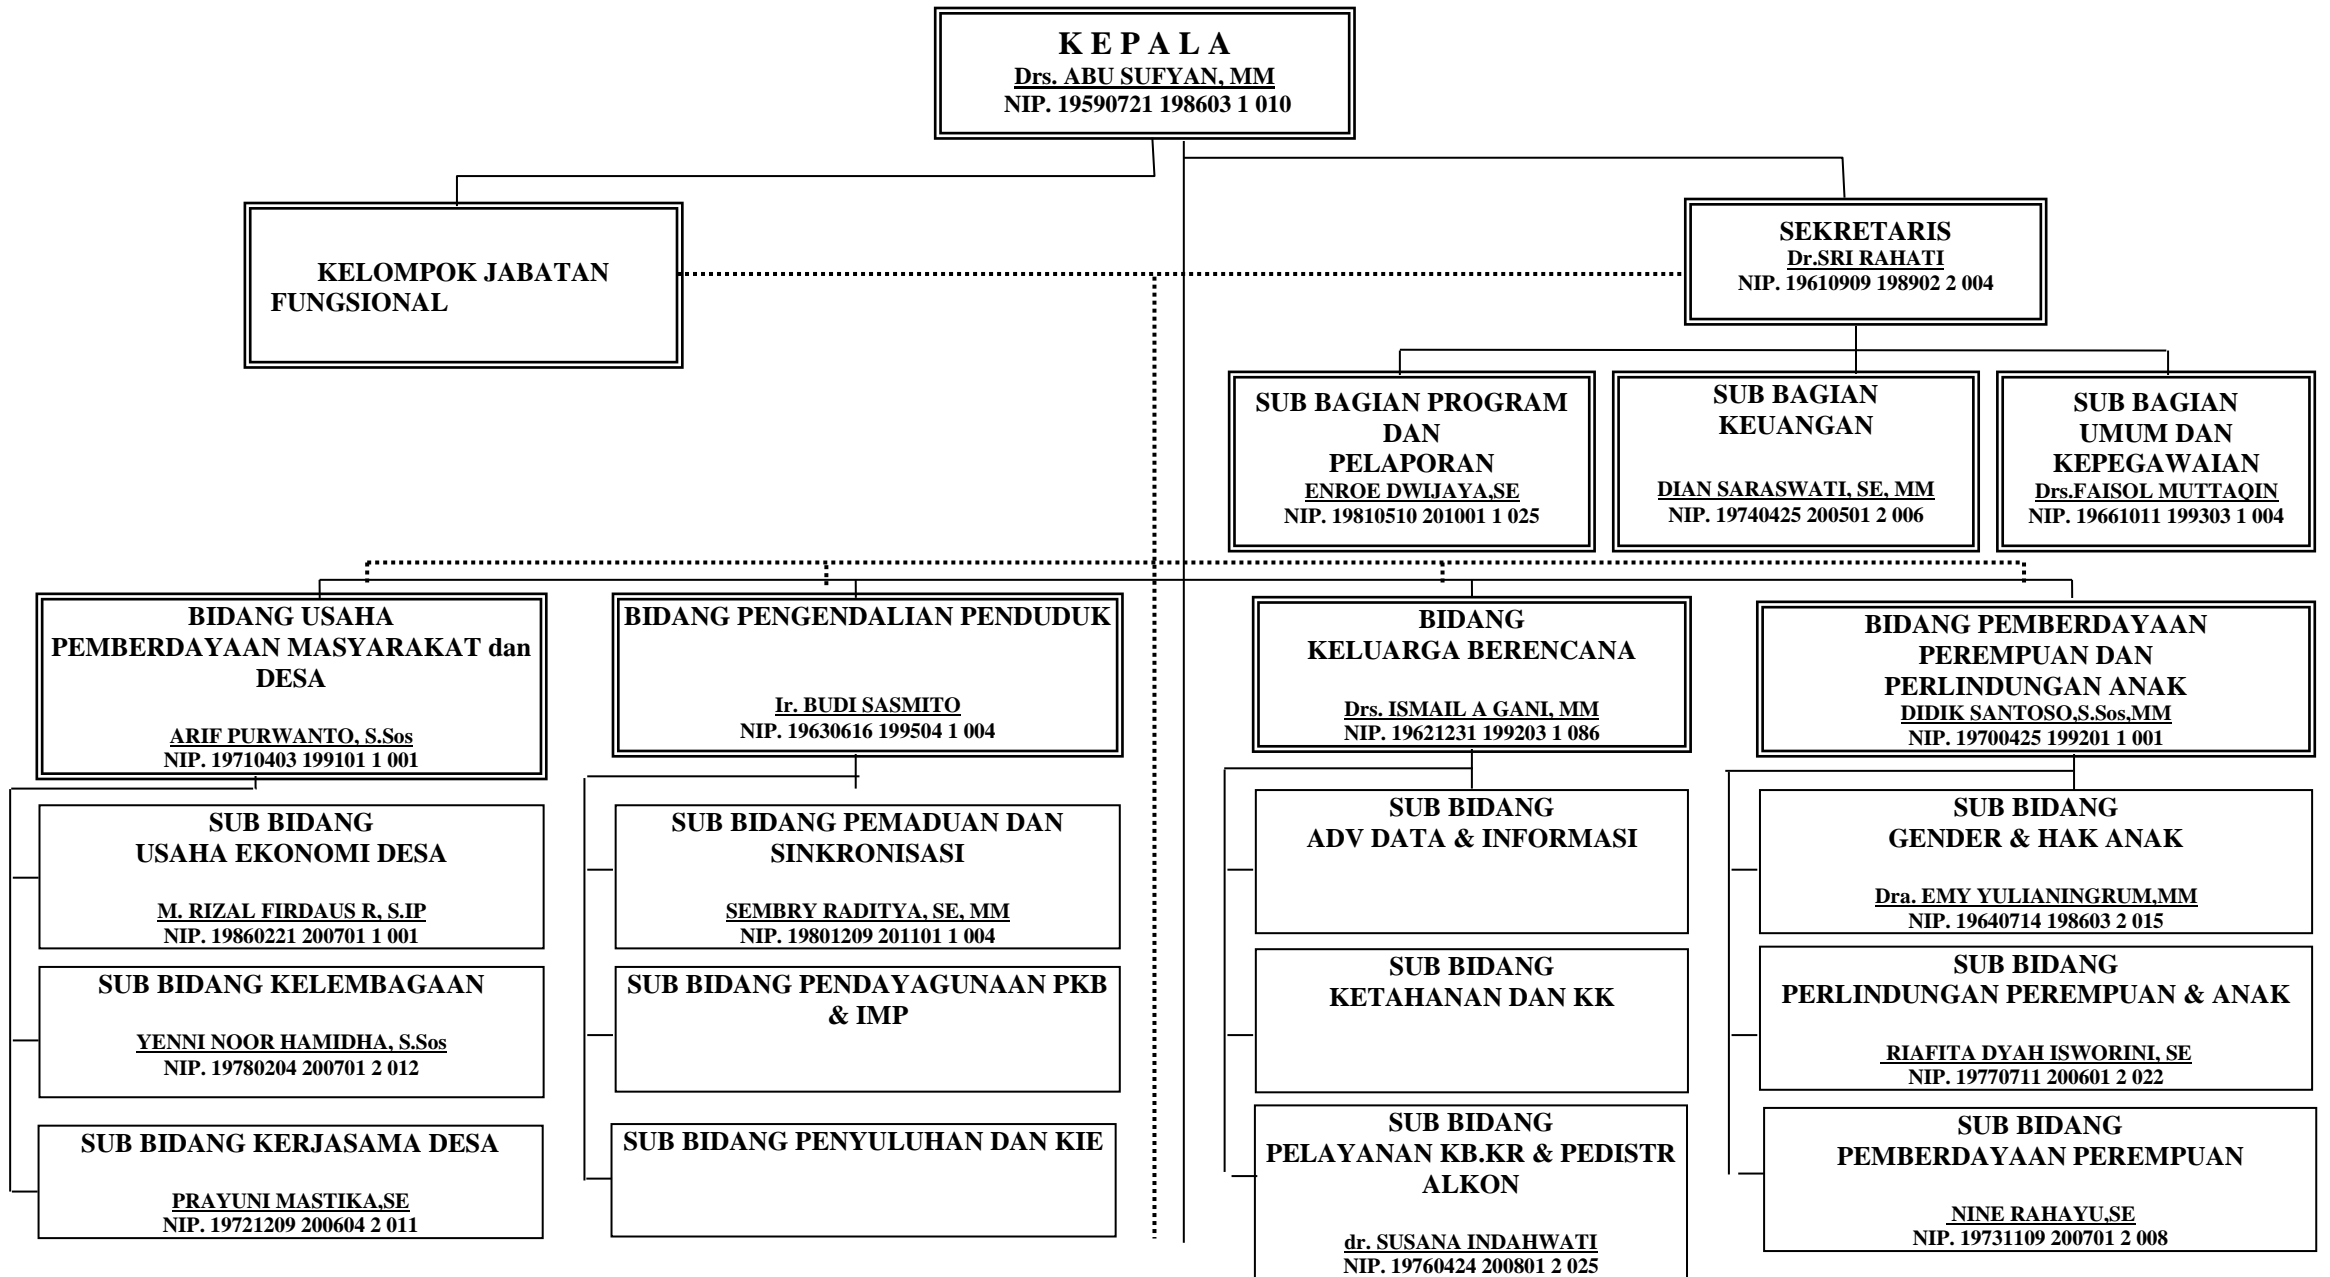 K E P A L A
Drs. ABU SUFYAN, MM
NIP. 19590721 198603 1 010
KELOMPOK JABATAN
FUNGSIONAL
SEKRETARIS
Dr.SRI RAHATI
NIP. 19610909 198902 2 004
SUB BAGIAN PROGRAM
DAN
PELAPORAN
ENROE DWIJAYA,SE
NIP. 19810510 201001 1 025
SUB BAGIAN
KEUANGAN
DIAN SARASWATI, SE, MM
NIP. 19740425 200501 2 006
SUB BAGIAN
UMUM DAN
KEPEGAWAIAN
Drs.FAISOL MUTTAQIN
NIP. 19661011 199303 1 004
BIDANG USAHA
PEMBERDAYAAN MASYARAKAT dan
DESA
ARIF PURWANTO, S.Sos
NIP. 19710403 199101 1 001
BIDANG PENGENDALIAN PENDUDUK
Ir. BUDI SASMITO
NIP. 19630616 199504 1 004
BIDANG
KELUARGA BERENCANA
Drs. ISMAIL A GANI, MM
NIP. 19621231 199203 1 086
BIDANG PEMBERDAYAAN
PEREMPUAN DAN
PERLINDUNGAN ANAK
DIDIK SANTOSO,S.Sos,MM
NIP. 19700425 199201 1 001
SUB BIDANG
USAHA EKONOMI DESA
M. RIZAL FIRDAUS R, S.IP
NIP. 19860221 200701 1 001
SUB BIDANG PEMADUAN DAN
SINKRONISASI
SEMBRY RADITYA, SE, MM
NIP. 19801209 201101 1 004
SUB BIDANG
ADV DATA & INFORMASI
SUB BIDANG
GENDER & HAK ANAK
Dra. EMY YULIANINGRUM,MM
NIP. 19640714 198603 2 015
SUB BIDANG KELEMBAGAAN
YENNI NOOR HAMIDHA, S.Sos
NIP. 19780204 200701 2 012
SUB BIDANG PENDAYAGUNAAN PKB
& IMP
SUB BIDANG
KETAHANAN DAN KK
SUB BIDANG
PERLINDUNGAN PEREMPUAN & ANAK
RIAFITA DYAH ISWORINI, SE
NIP. 19770711 200601 2 022
SUB BIDANG KERJASAMA DESA
PRAYUNI MASTIKA,SE
NIP. 19721209 200604 2 011
SUB BIDANG PENYULUHAN DAN KIE
SUB BIDANG
PELAYANAN KB.KR & PEDISTR
ALKON
dr. SUSANA INDAHWATI
NIP. 19760424 200801 2 025
SUB BIDANG
PEMBERDAYAAN PEREMPUAN
NINE RAHAYU,SE
NIP. 19731109 200701 2 008